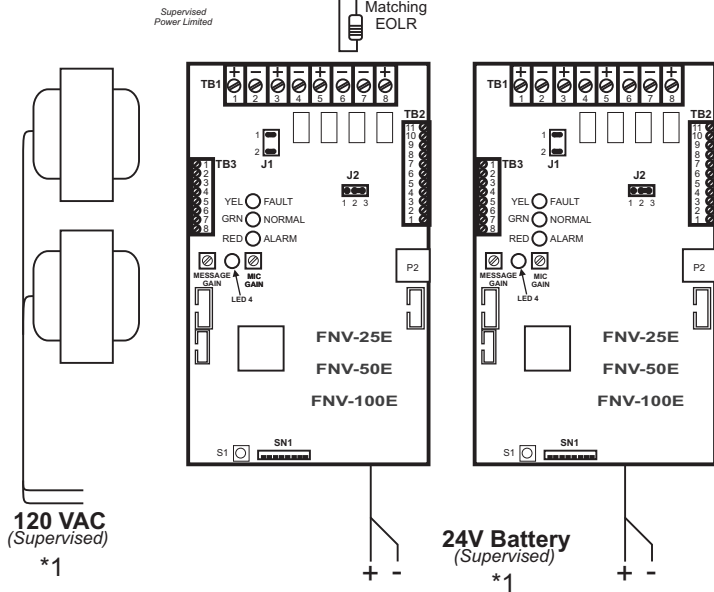 Supervised
Power Limited
Matching
EOLR
TB1
+ − + − + − − +
1 2 3 4 5 6 7 8
TB2
11
10
9
8
7
6
5
4
3
2
1
1
2
J1
TB3
1
2
3
4
5
6
7
8
J2
1 2 3
YEL FAULT
GRN NORMAL
RED ALARM
MESSAGE
GAIN
MIC
GAIN
LED 4
P2
FNV-25E
FNV-50E
FNV-100E
S1
SN1
+ -
TB1
+ − + − + + − +
1 2 3 4 5 6 7 8
TB2
11
10
9
8
7
6
5
4
3
2
1
1
2
J1
TB3
1
2
3
4
5
6
7
8
J2
1 2 3
YEL FAULT
GRN NORMAL
RED ALARM
MESSAGE
GAIN
MIC
GAIN
LED 4
P2
FNV-25E
FNV-50E
FNV-100E
S1
SN1
+ -
120 VAC
(Supervised)
*1
24V Battery
(Supervised)
*1